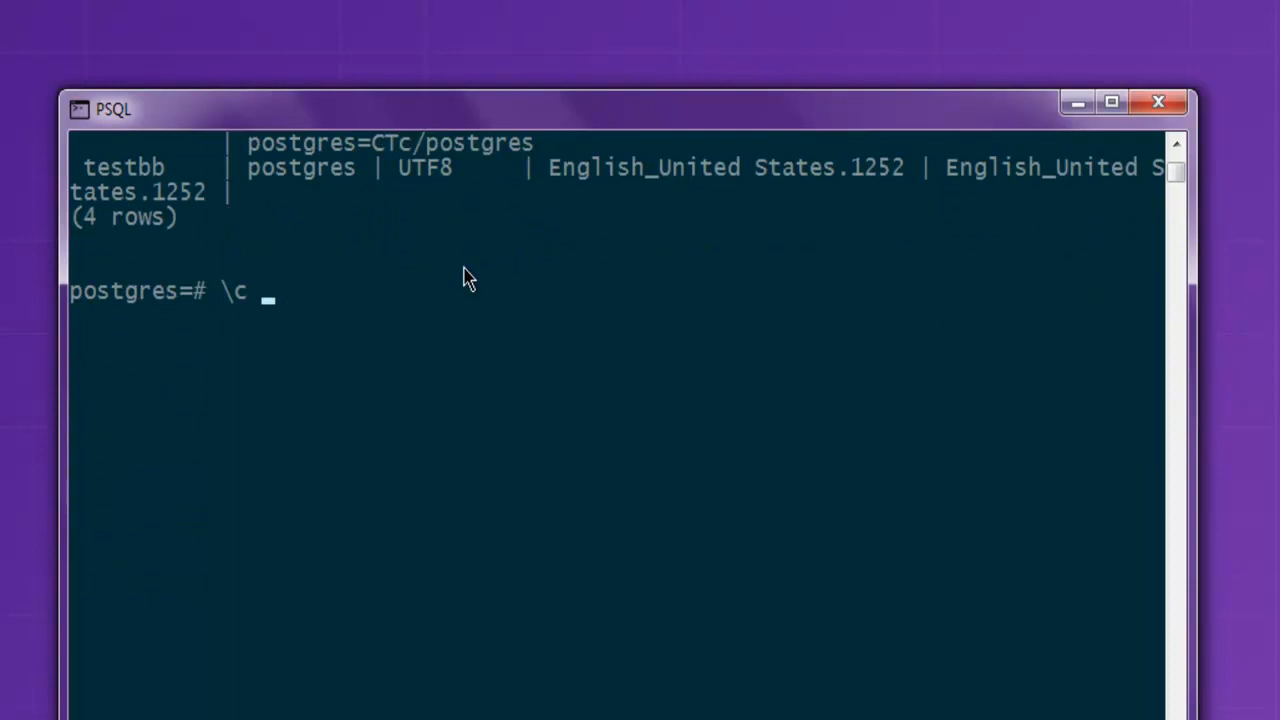 PSQL
| postgres=CTc/postgres
testbb | postgres | UTF8 | English_United States.1252 | English_United S
tates.1252 |
(4 rows)
postgres=# \c _